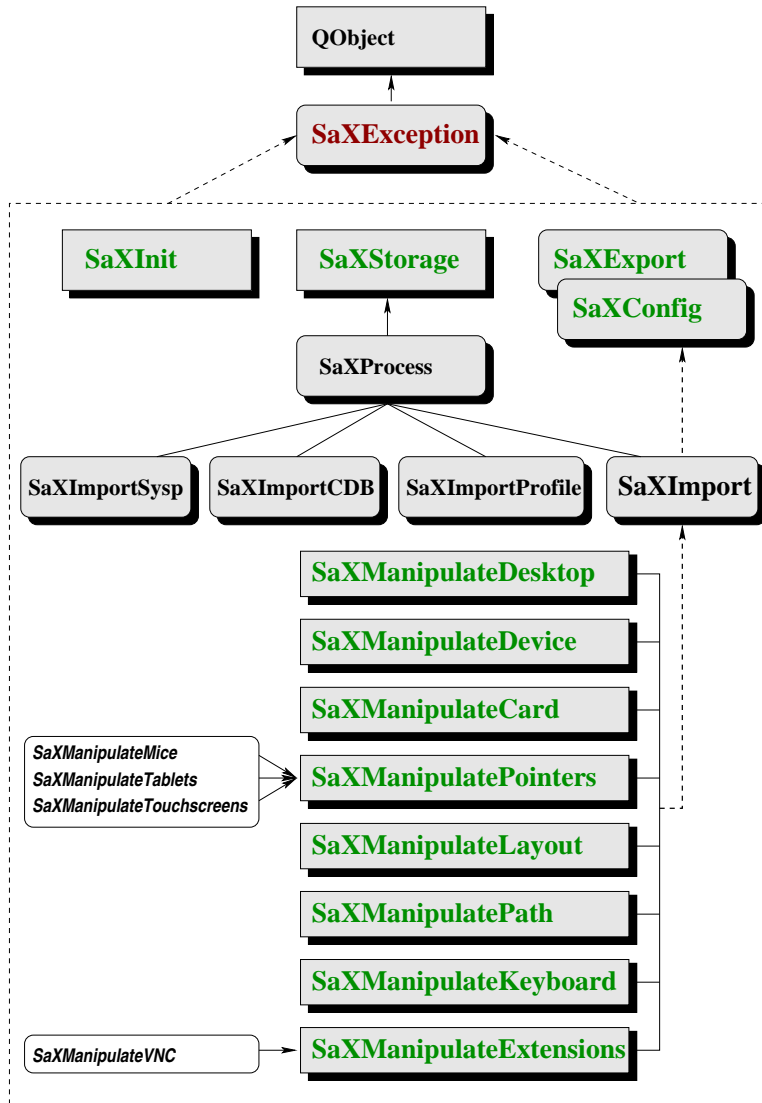 QObject
SaXException
SaXInit
SaXStorage
SaXExport
SaXConfig
SaXProcess
SaXImportSysp
SaXImportCDB
SaXImportProfile
SaXImport
SaXManipulateDesktop
SaXManipulateDevice
SaXManipulateCard
SaXManipulateMice
SaXManipulateTablets
SaXManipulateTouchscreens
SaXManipulatePointers
SaXManipulateLayout
SaXManipulatePath
SaXManipulateKeyboard
SaXManipulateVNC
SaXManipulateExtensions